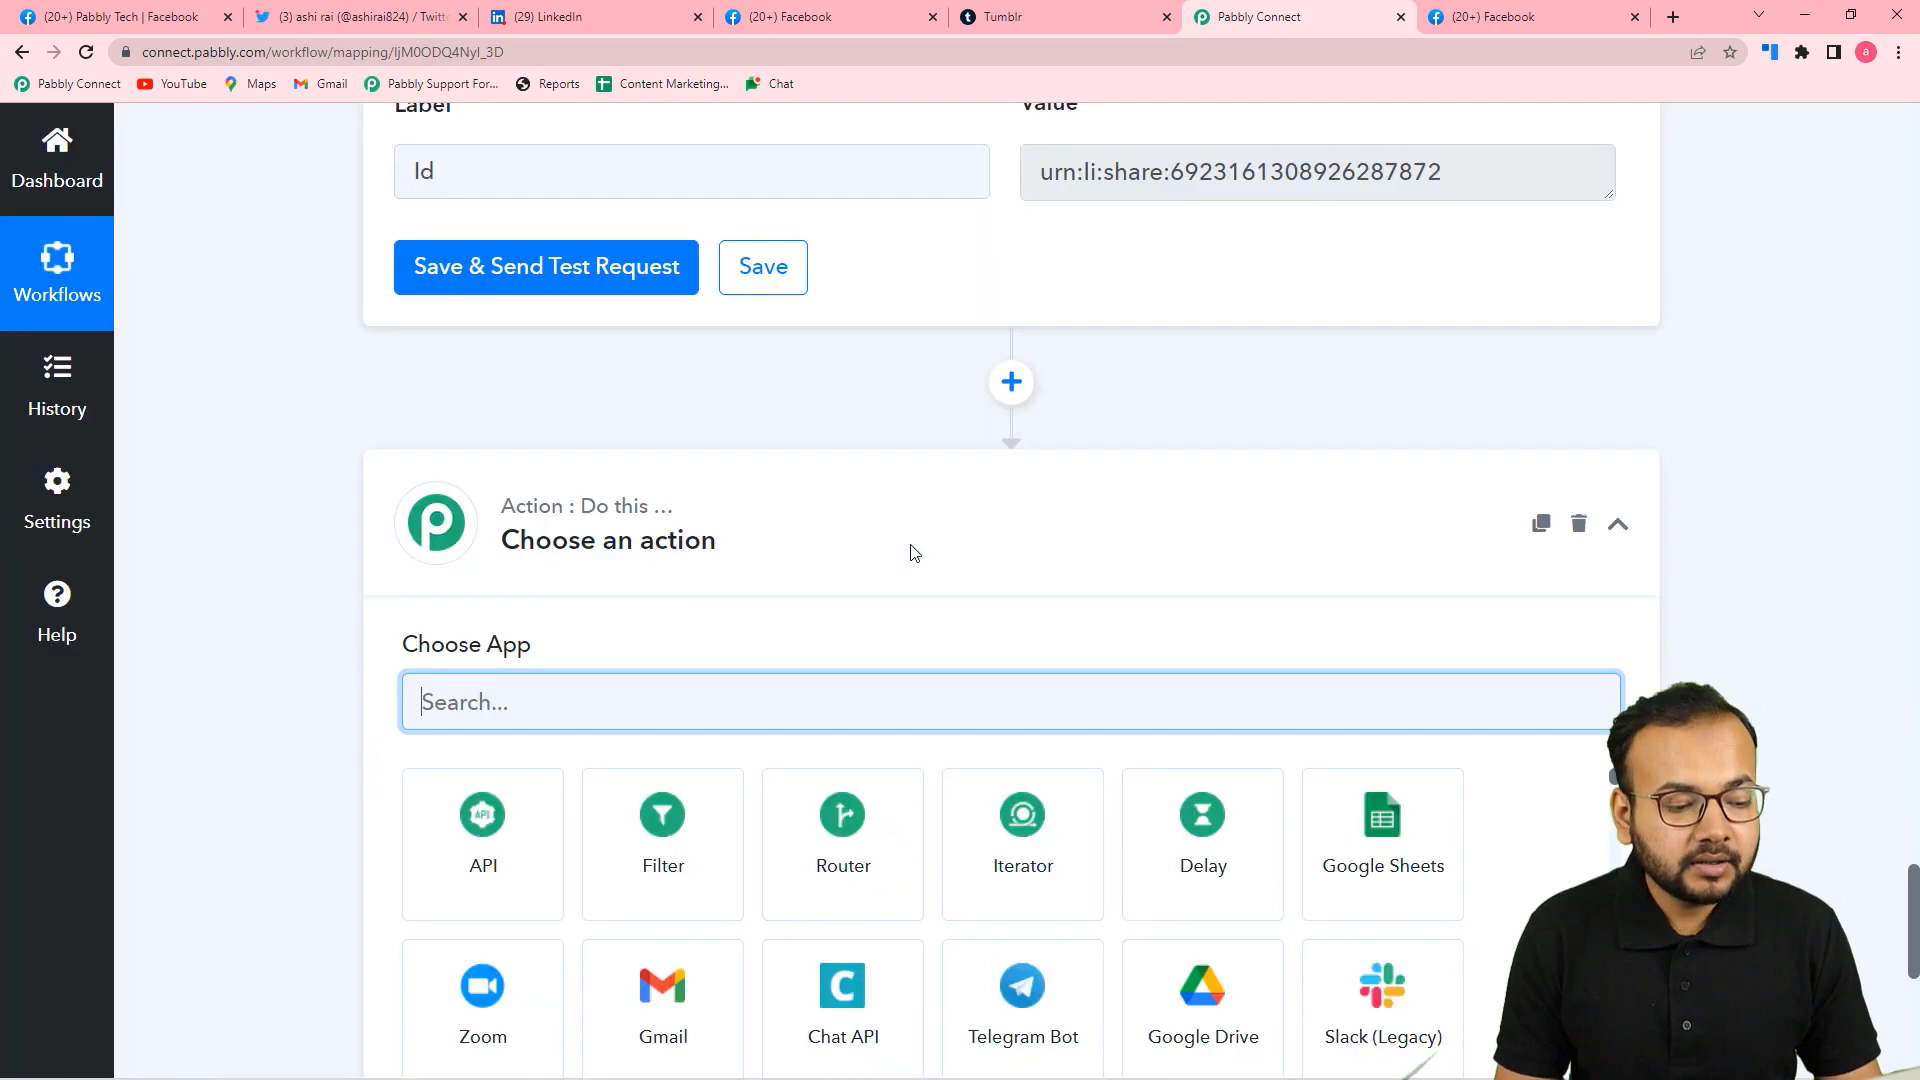 (20+) Pabbly Tech | Facebook
(3) ashi rai (@ashirai824) / Twitt
(29) LinkedIn
(20+) Facebook
Tumblr
Pabbly Connect
(20+) Facebook
connect.pabbly.com/workflow/mapping/IjM0ODQ4NyI_3D
a
Pabbly Connect
YouTube
Maps
Gmail
Pabbly Support For...
Reports
Content Marketing...
Chat
Dashboard
Workflows
History
Settings
Help
Label
Value
Id
urn:li:share:6923161308926287872
Save & Send Test Request
Save
Action : Do this ...
Choose an action
Choose App
Search...
API
Filter
Router
Iterator
Delay
Google Sheets
Zoom
Gmail
Chat API
Telegram Bot
Google Drive
Slack (Legacy)